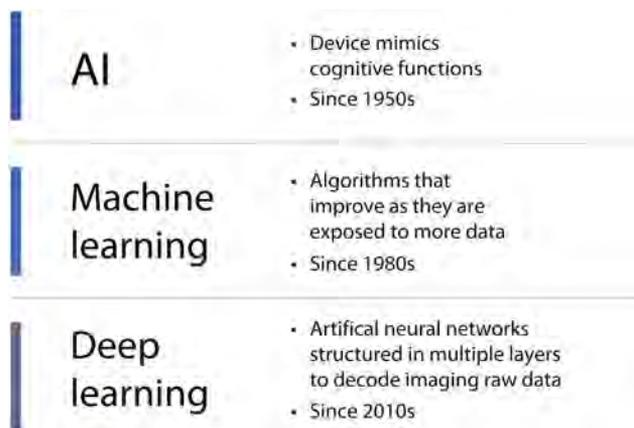 AI
• Device mimics
cognitive functions
• Since 1950s
Machine
learning
• Algorithms that
improve as they are
exposed to more data
• Since 1980s
Deep
learning
• Artifical neural networks
structured in multiple layers
to decode imaging raw data
• Since 2010s